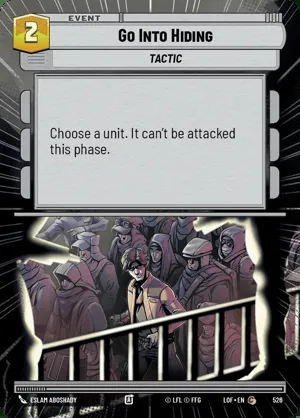 2
EVENT
GO INTO HIDING
TACTIC
Choose a unit. It can't be attacked
this phase.
ESLAM ABOSHADY
© LFL © FFG
LOF • EN
528